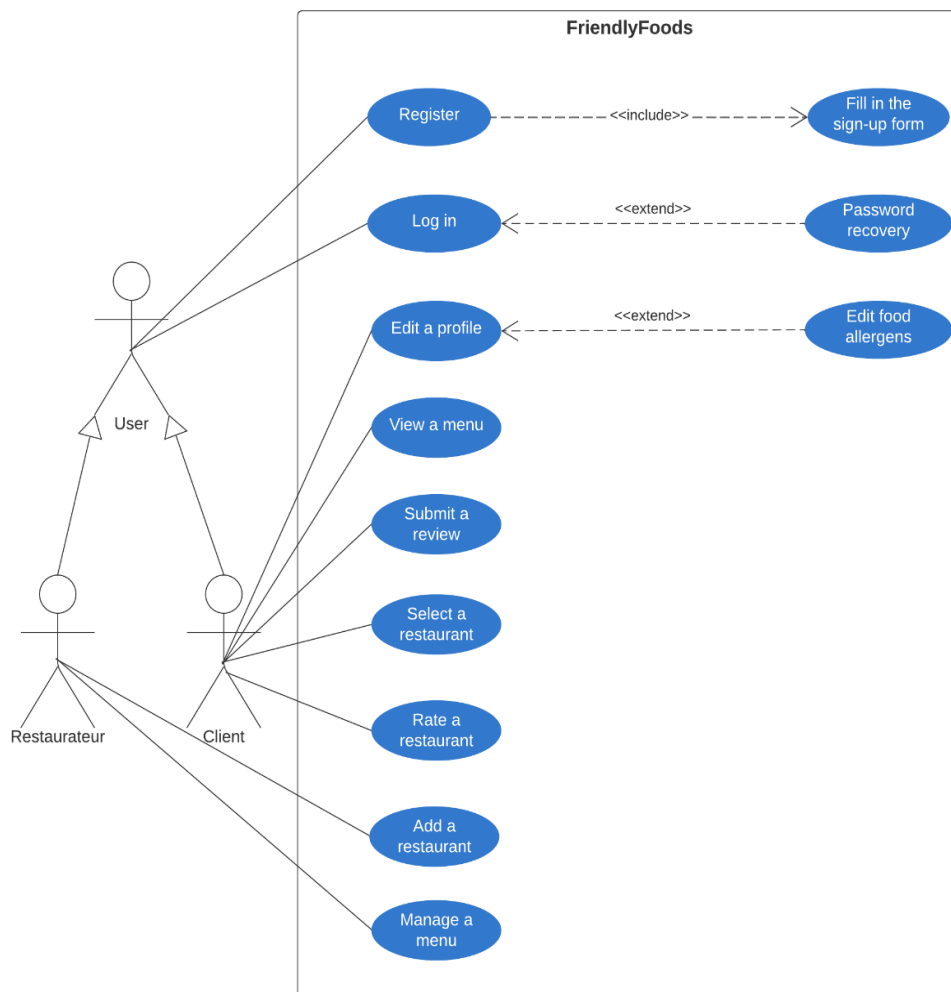 FriendlyFoods
Register
<<include>>
Fill in the
sign-up form
Log in
<<extend>>
Password
recovery
Edit a profile
<<extend>>
Edit food
allergens
User
View a menu
Submit a
review
Select a
restaurant
Restaurateur
Client
Rate a
restaurant
Add a
restaurant
Manage a
menu